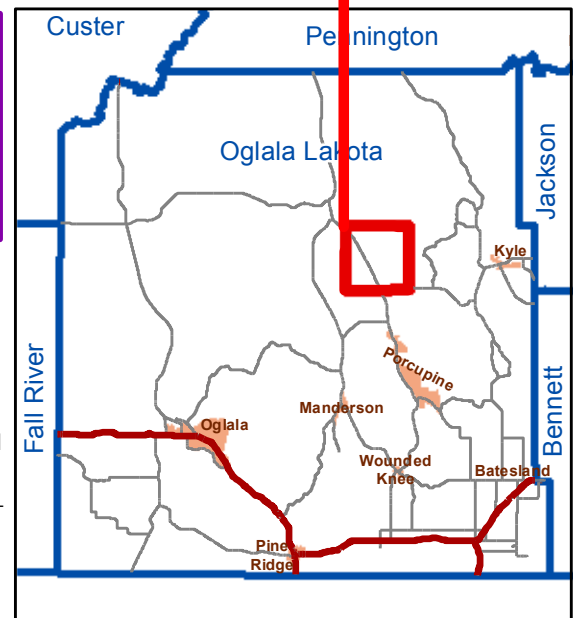 Custer
Pennington
Oglala Lakota
Jackson
Kyle
Porcupine
Fall River
Manderson
Bennett
Oglala
Wounded
Knee
Batesland
Pine
Ridge